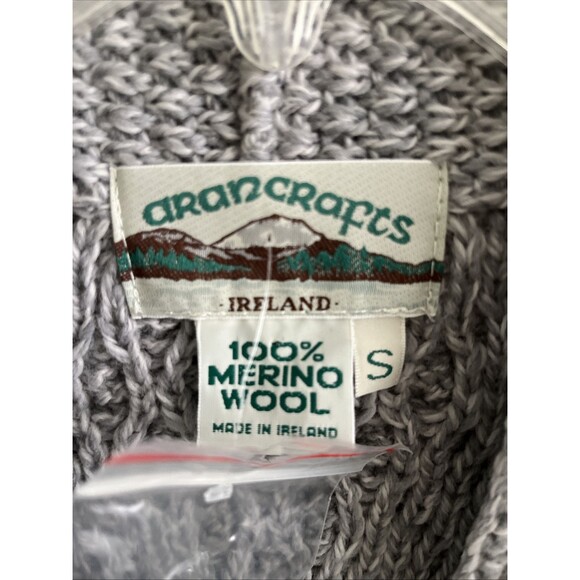 arancrafts
· IRELAND ·
100%
MERINO
WOOL
MADE IN IRELAND
S